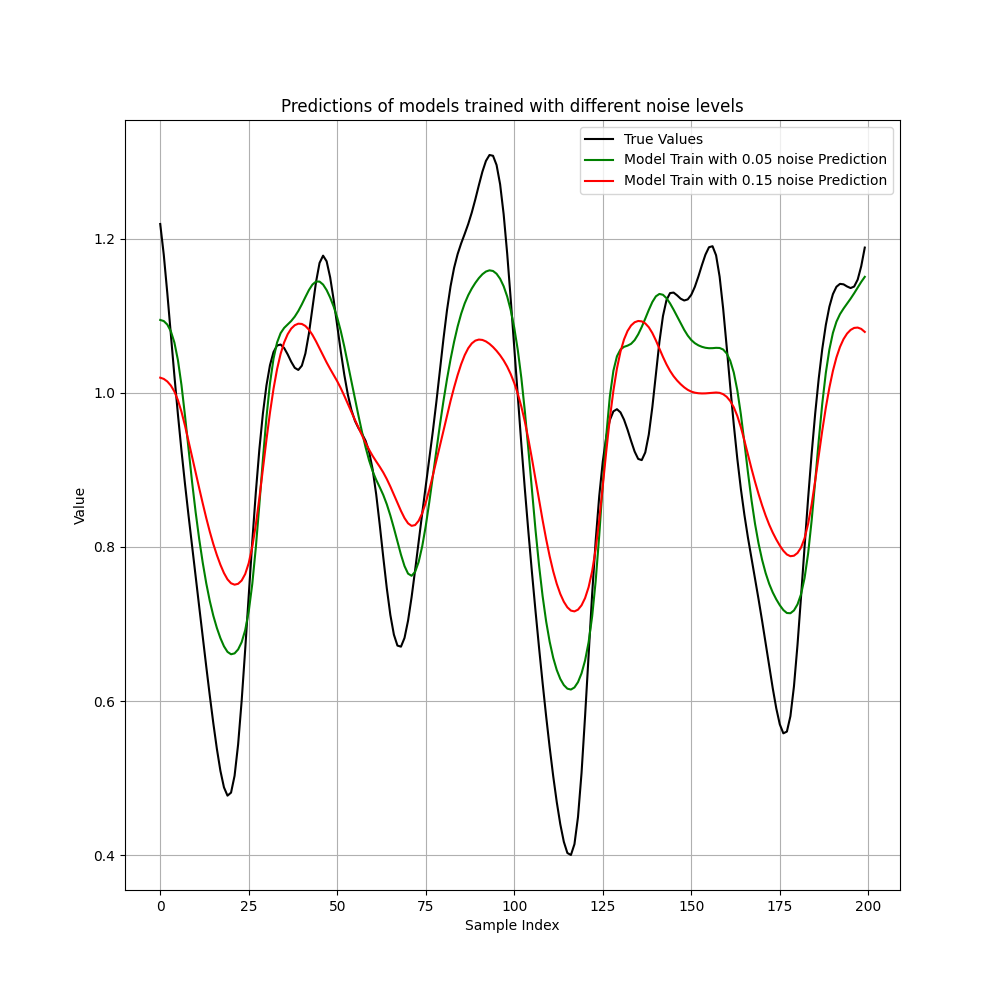 Predictions of models trained with different noise levels
True Values
Model Train with 0.05 noise Prediction
Model Train with 0.15 noise Prediction
1.2
1.0
0.8
0.6
0.4
Value
0 25 50 75 100 125 150 175 200
Sample Index